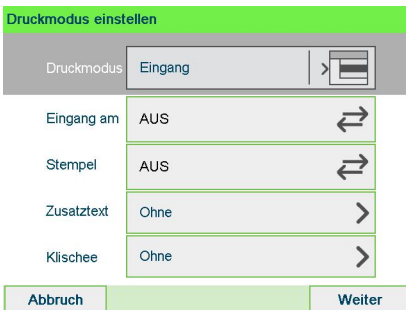 Druckmodus einstellen
Druckmodus Eingang
Eingang am AUS
Stempel AUS
Zusatztext Ohne
Klischee Ohne
Abbruch Weiter